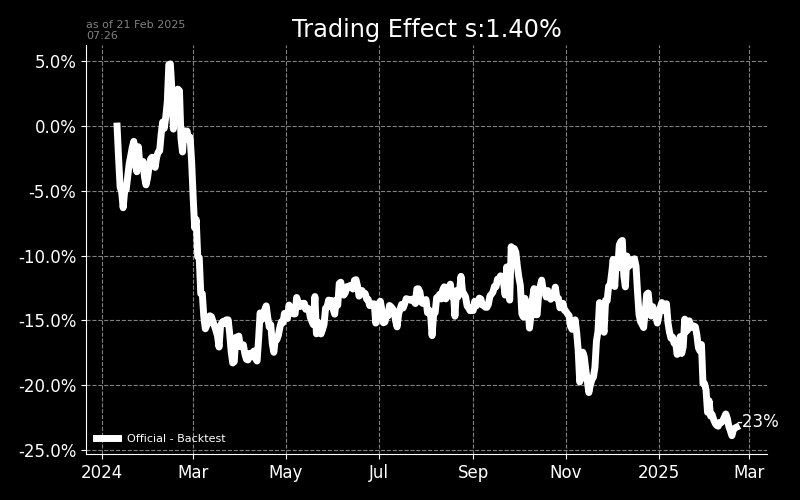 as of 21 Feb 2025
07:26
Trading Effect s:1.40%
5.0%
0.0%
-5.0%
-10.0%
-15.0%
-20.0%
-25.0%
-23%
Official - Backtest
2024 Mar May Jul Sep Nov 2025 Mar